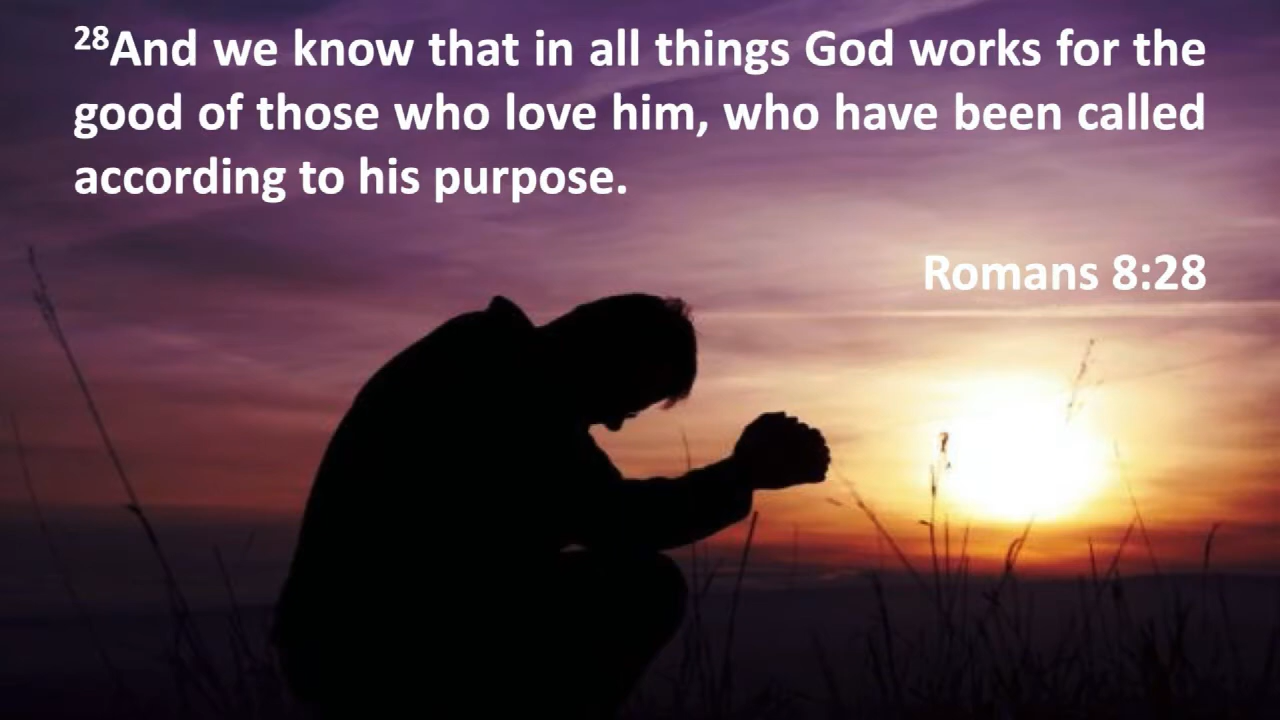 ²⁸And we know that in all things God works for the
good of those who love him, who have been called
according to his purpose.
Romans 8:28